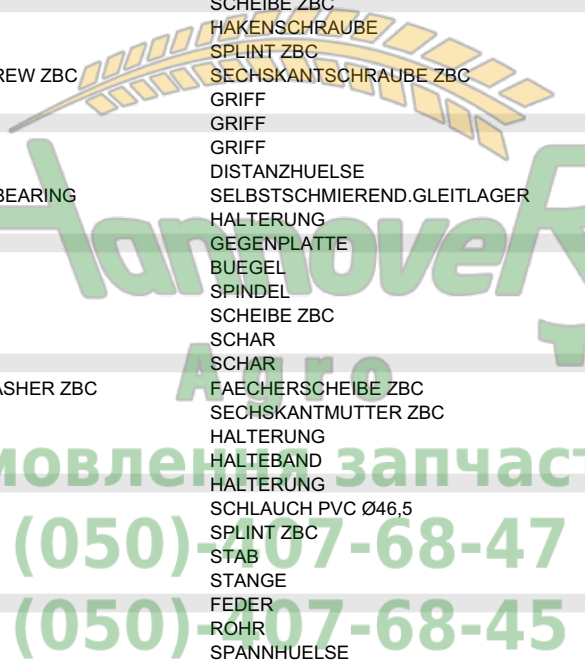 SCHEIBE ZBC
HAKENSCHRAUBE
SPLINT ZBC
REW ZBC SECHSKANTSCHRAUBE ZBC
GRIFF
GRIFF
GRIFF
DISTANZHUELSE
BEARING SELBSTSCHMIEREND.GLEITLAGER
HALTERUNG
GEGENPLATTE
BUEGEL
SPINDEL
SCHEIBE ZBC
SCHAR
SCHAR
ASHER ZBC FAECHERSCHEIBE ZBC
SECHSKANTMUTTER ZBC
HALTERUNG
HALTEBAND
HALTERUNG
SCHLAUCH PVC Ø46,5
SPLINT ZBC
STAB
STANGE
FEDER
ROHR
SPANNHUELSE
Hannover
Agro
мовлення запчаст
(050)-407-68-47
(050)-407-68-45